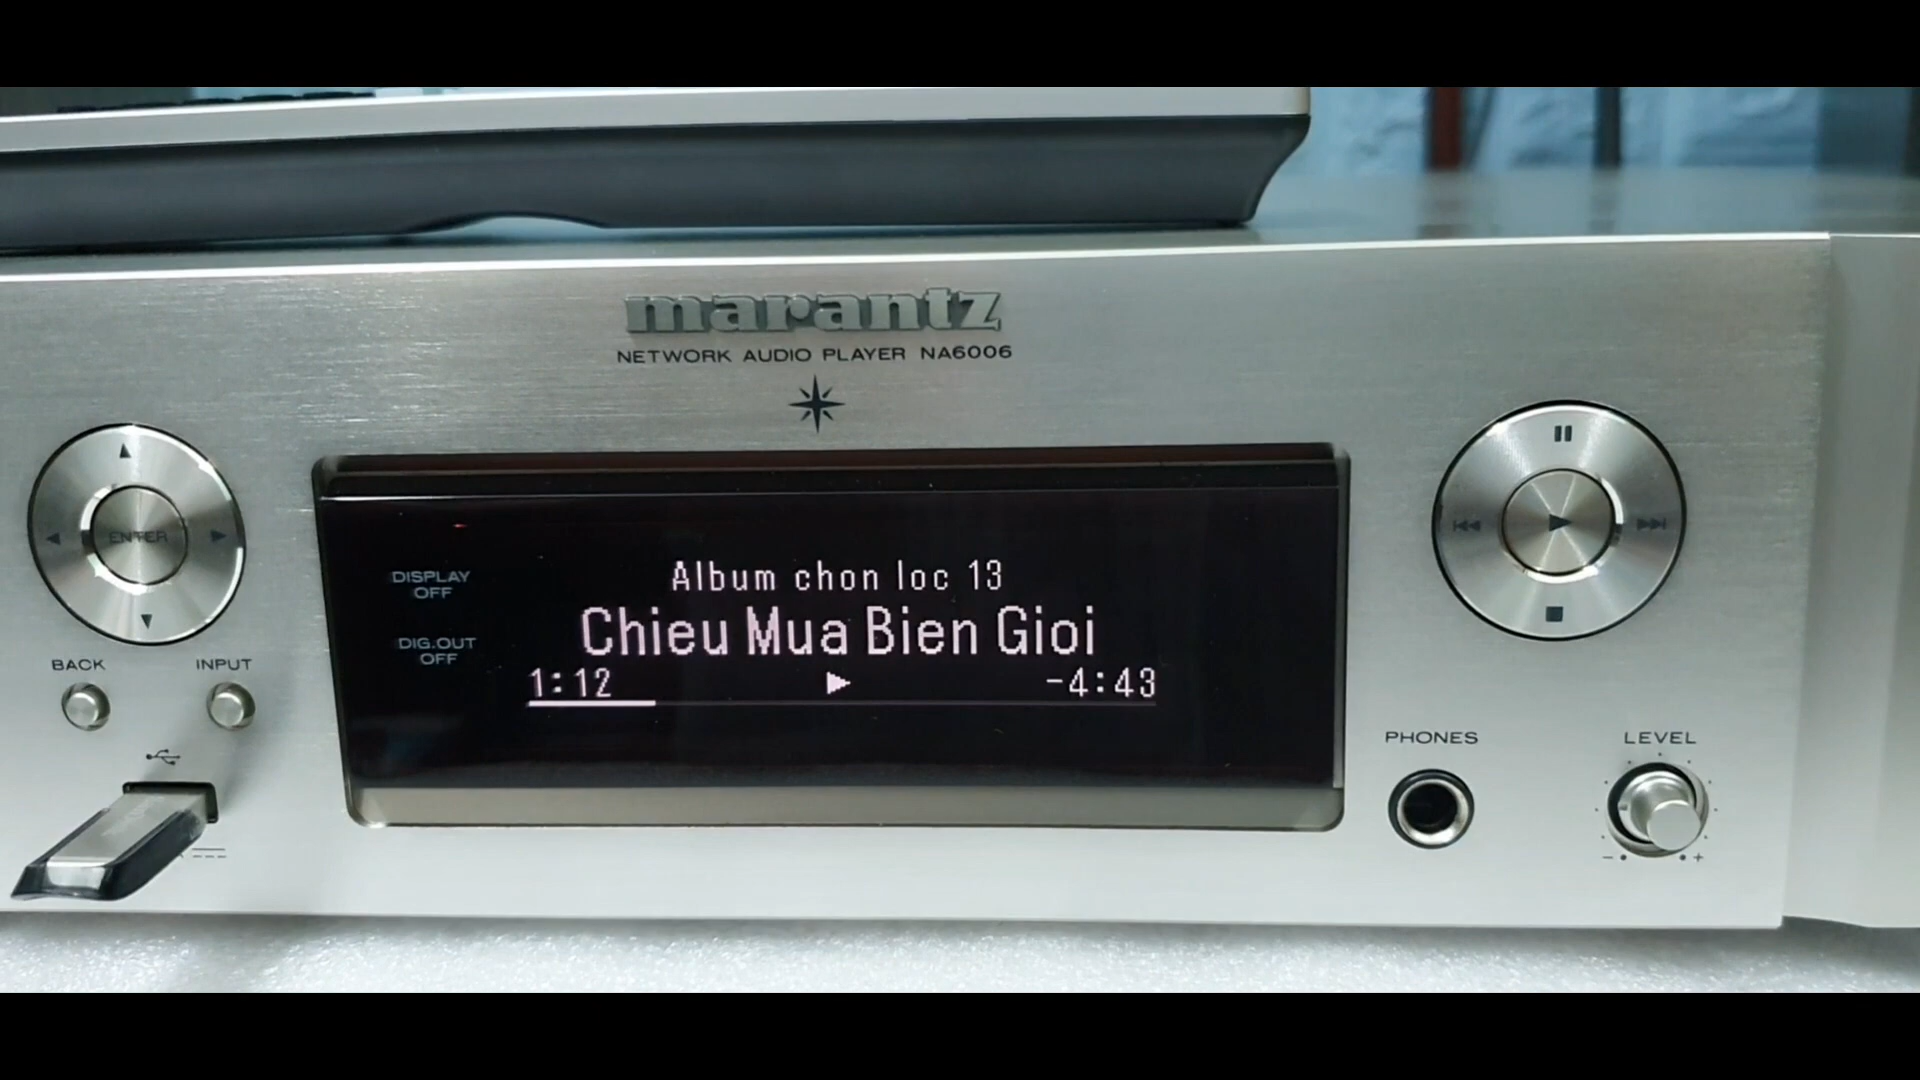 marantz
NETWORK AUDIO PLAYER NA6006
ENTER
BACK
INPUT
DISPLAY
OFF
DIG.OUT
OFF
Album chon loc 13
Chieu Mua Bien Gioi
1:12
-4:43
PHONES
LEVEL
- +